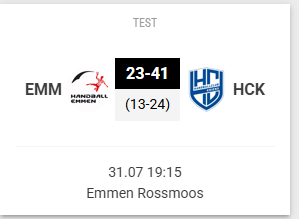 TEST
EMM
HANDBALL
EMMEN
23-41
(13-24)
HCK
31.07 19:15
Emmen Rossmoos